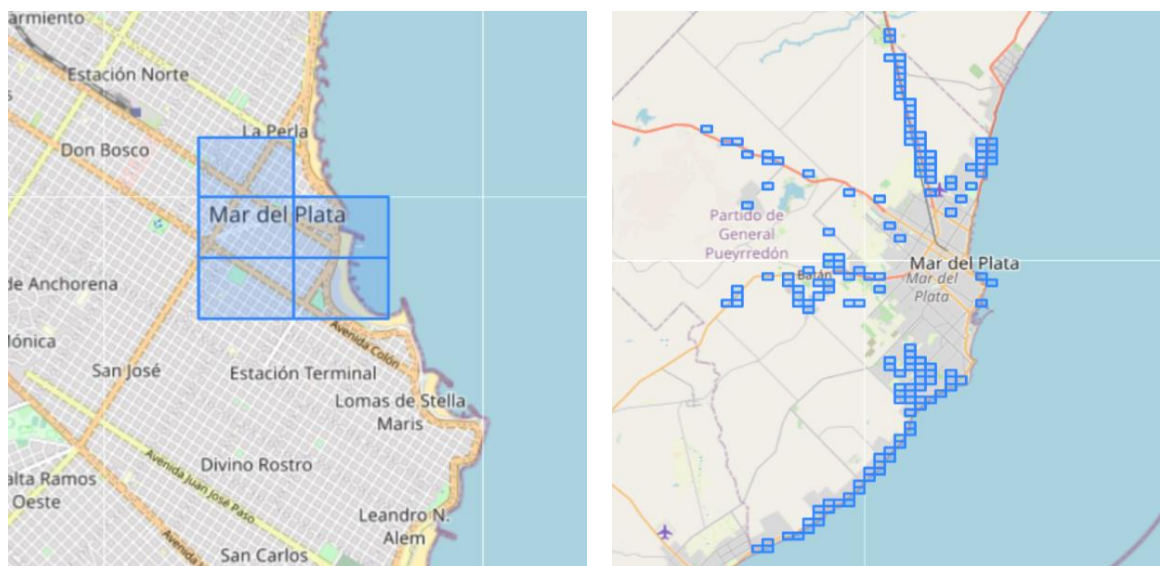 armiento
Estación Norte
La Perla
Don Bosco
Mar del Plata
de Anchorena
ónica
Avenida Colón
San José
Estación Terminal
Lomas de Stella
Maris
Divino Rostro
Avenida Juan José Paso
alta Ramos
Oeste
Leandro N.
Alem
San Carlos
Avenida
Partido de
General
Pueyrredón
Batán
Mar del Plata
Mar del
Plata